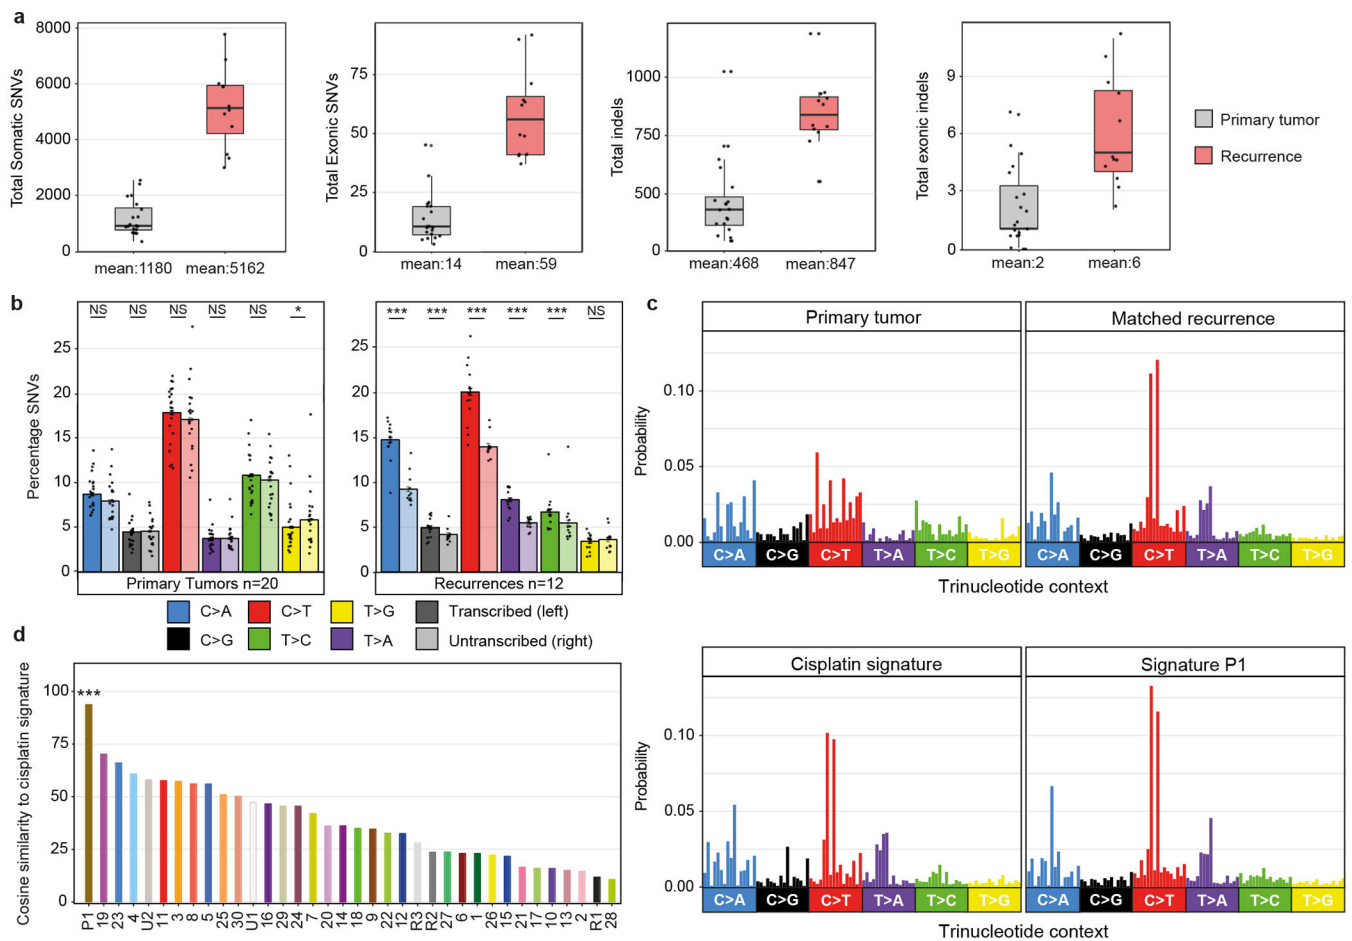 a
8000
6000
4000
2000
0
Total Somatic SNVs
mean:1180 mean:5162
75
50
25
0
Total Exonic SNVs
mean:14 mean:59
1000
750
500
250
0
Total indels
mean:468 mean:847
9
6
3
0
Total exonic indels
mean:2 mean:6
Primary tumor
Recurrence
b
NS NS NS NS NS *
*** *** *** *** *** NS
25
20
15
10
5
0
Percentage SNVs
Primary Tumors n=20
25
20
15
10
5
0
Recurrences n=12
C>A C>T T>G Transcribed (left)
C>G T>C T>A Untranscribed (right)
c
Primary tumor Matched recurrence
0.10
0.05
0.00
Probability
C>A C>G C>T T>A T>C T>G C>A C>G C>T T>A T>C T>G
Trinucleotide context
Cisplatin signature Signature P1
0.10
0.05
0.00
Probability
C>A C>G C>T T>A T>C T>G C>A C>G C>T T>A T>C T>G
Trinucleotide context
d
100
75
50
25
0
Cosine similarity to cisplatin signature
***
P1 19 23 4 U2 11 3 8 5 25 30 U1 16 29 24 7 20 14 18 9 22 12 R3 R2 27 6 1 26 15 21 17 10 13 2 R1 28